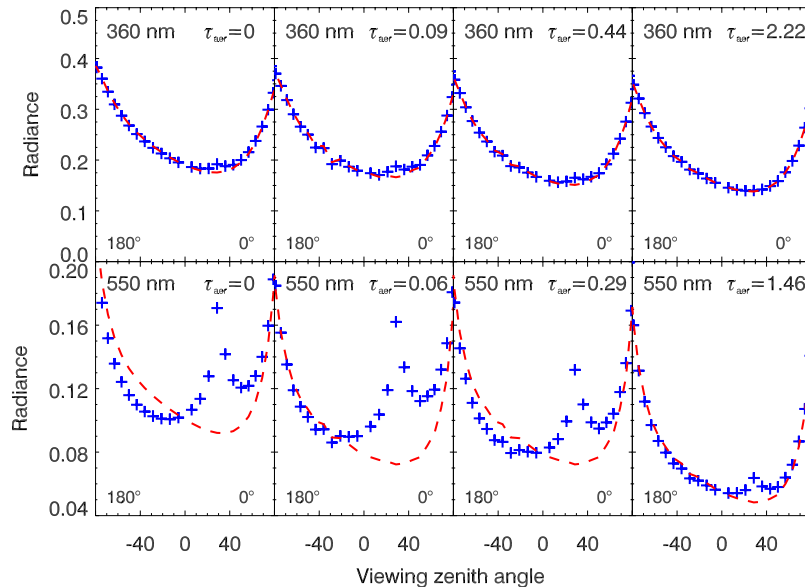 0.5
0.4
0.3
0.2
0.1
0.0
Radiance
360 nm τaer=0
180° 0°
360 nm τaer=0.09
180° 0°
360 nm τaer=0.44
180° 0°
360 nm τaer=2.22
180° 0°
0.20
0.16
0.12
0.08
0.04
Radiance
550 nm τaer=0
180° 0°
550 nm τaer=0.06
180° 0°
550 nm τaer=0.29
180° 0°
550 nm τaer=1.46
180° 0°
-40 0 40
-40 0 40
-40 0 40
-40 0 40
Viewing zenith angle